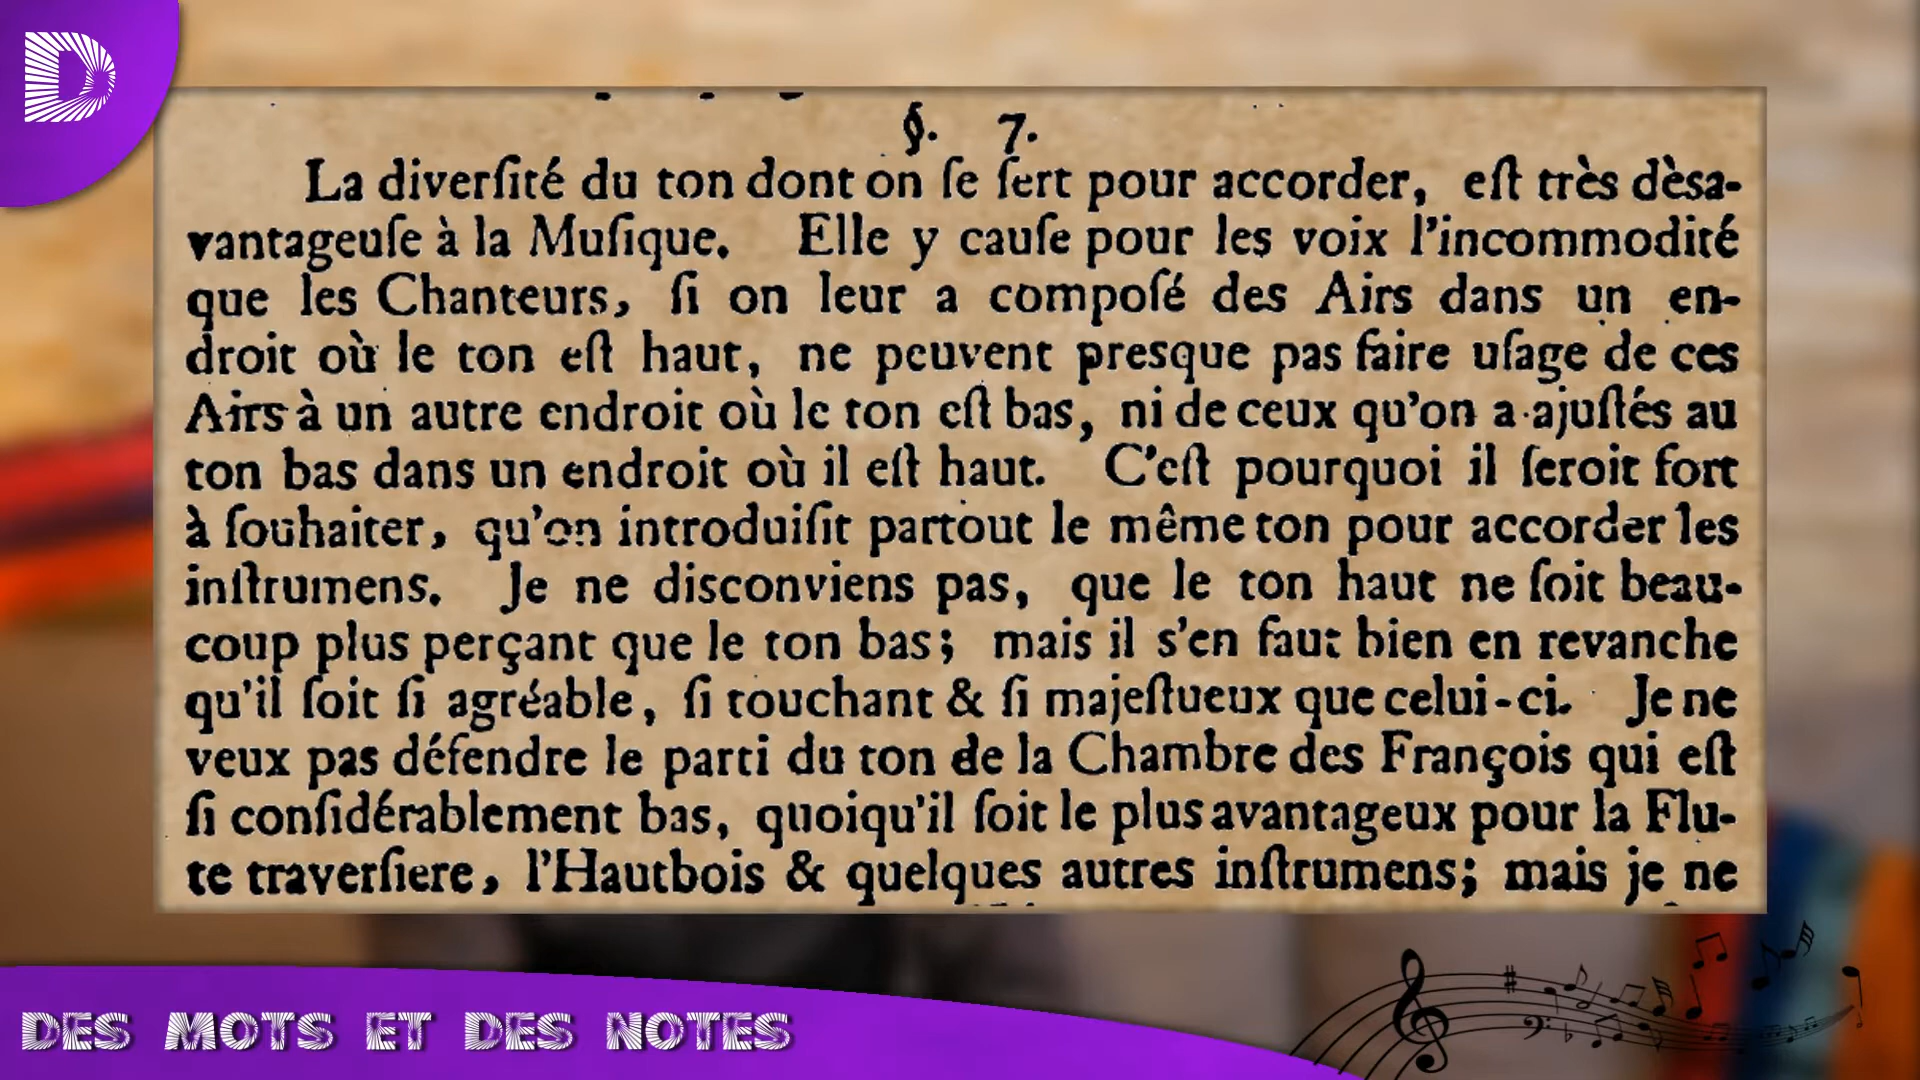 D
§. 7.
La diverſité du ton dont on ſe ſert pour accorder, eſt très dèsa-
vantageuſe à la Muſique. Elle y cauſe pour les voix l'incommodité
que les Chanteurs, ſi on leur a compoſé des Airs dans un en-
droit où le ton eſt haut, ne peuvent presque pas faire uſage de ces
Airs à un autre endroit où le ton eſt bas, ni de ceux qu'on a ajuſtés au
ton bas dans un endroit où il eſt haut. C'eſt pourquoi il ſeroit fort
à ſouhaiter, qu'on introduiſit partout le même ton pour accorder les
inſtrumens. Je ne disconviens pas, que le ton haut ne ſoit beau-
coup plus perçant que le ton bas; mais il s'en faut bien en revanche
qu'il ſoit ſi agréable, ſi touchant & ſi majeſtueux que celui-ci. Je ne
veux pas défendre le parti du ton de la Chambre des François qui eſt
ſi conſidérablement bas, quoiqu'il ſoit le plus avantageux pour la Flu-
te traverſiere, l'Hautbois & quelques autres inſtrumens; mais je ne
DES MOTS ET DES NOTES